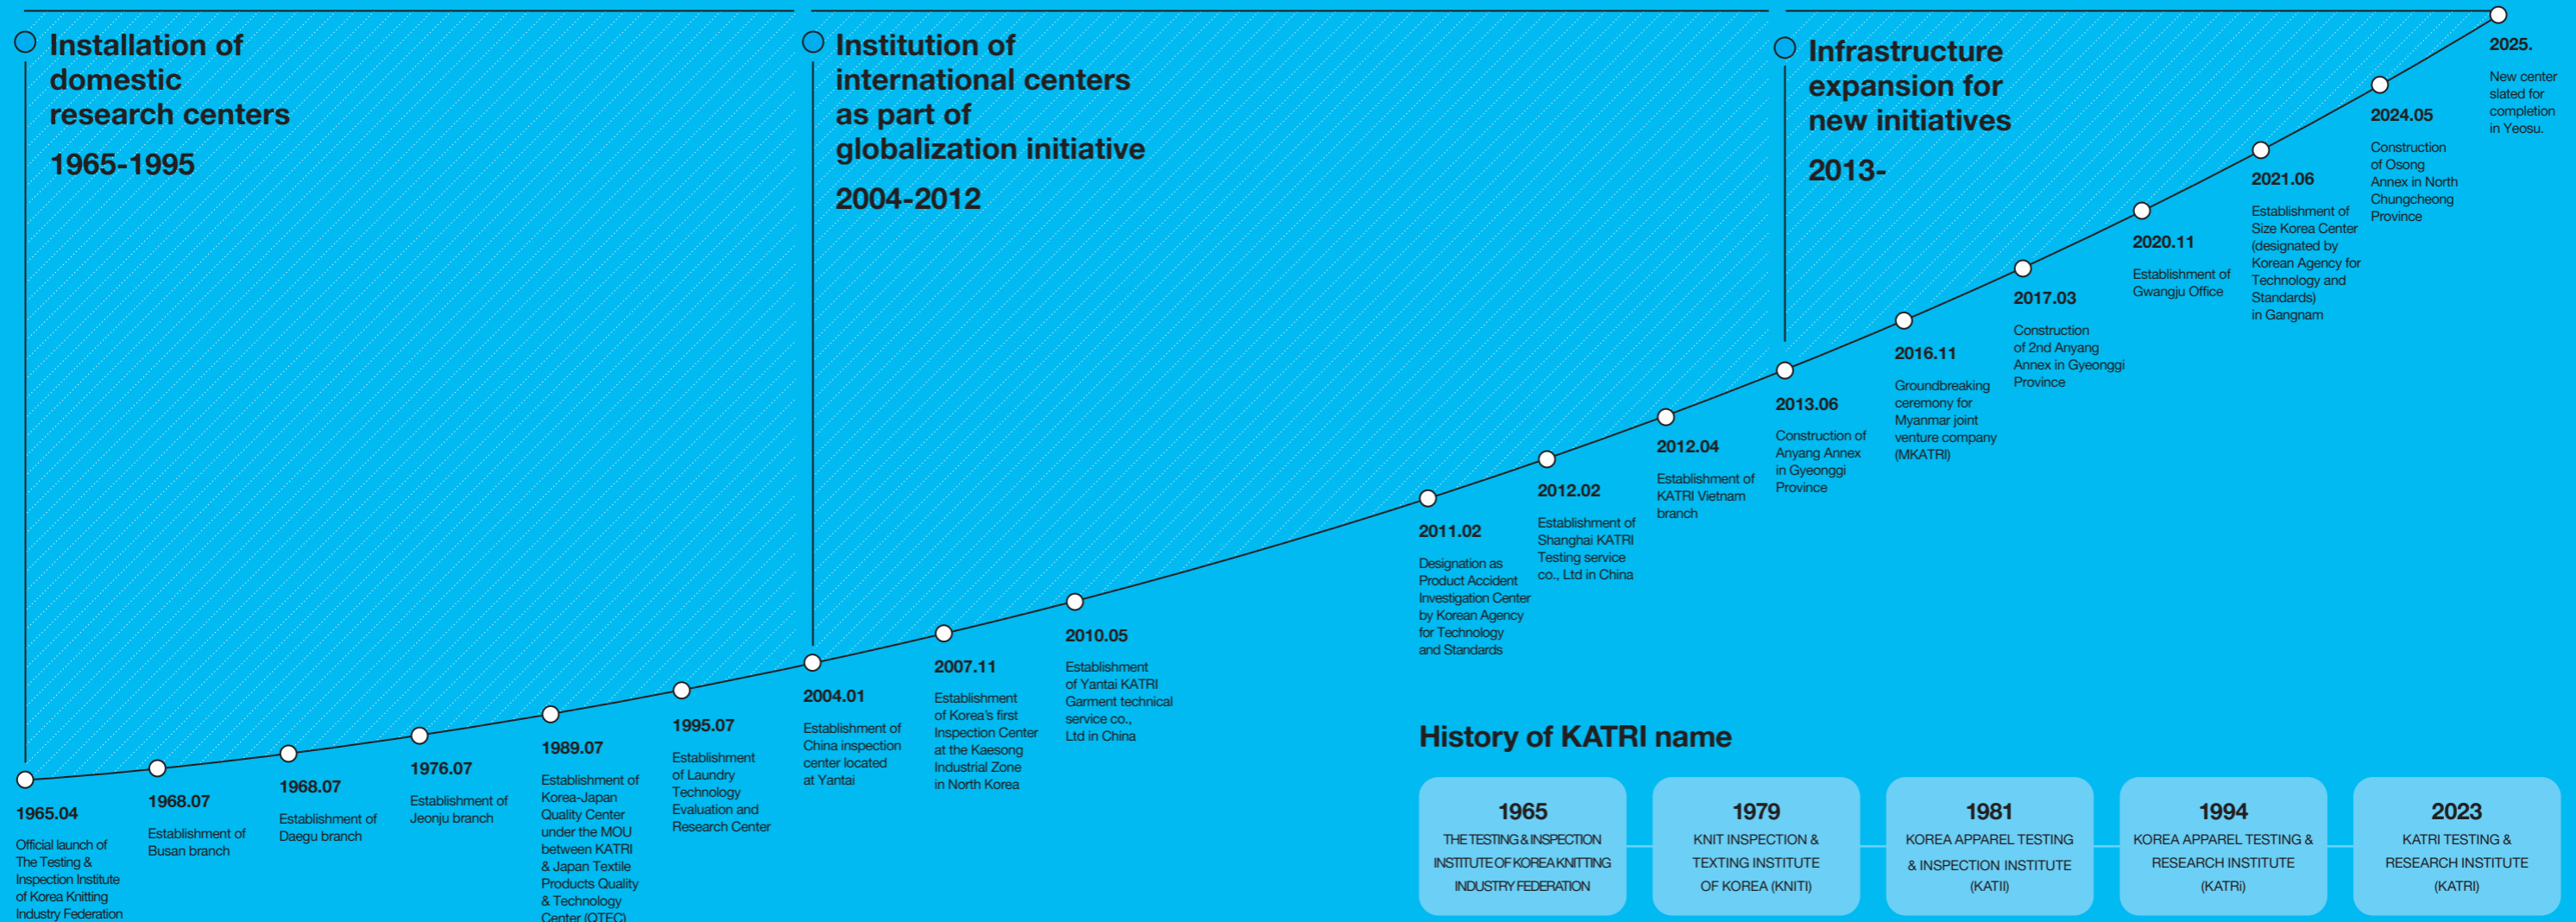 Installation of
domestic
research centers
1965-1995
Institution of
international centers
as part of
globalization initiative
2004-2012
Infrastructure
expansion for
new initiatives
2013-
1965.04
Official launch of
The Testing &
Inspection Institute
of Korea Knitting
Industry Federation
1968.07
Establishment of
Busan branch
1968.07
Establishment of
Daegu branch
1976.07
Establishment of
Jeonju branch
1989.07
Establishment of
Korea-Japan
Quality Center
under the MOU
between KATRI
& Japan Textile
Products Quality
& Technology
Center (QTEC)
1995.07
Establishment
of Laundry
Technology
Evaluation and
Research Center
2004.01
Establishment of
China inspection
center located
at Yantai
2007.11
Establishment
of Korea's first
Inspection Center
at the Kaesong
Industrial Zone
in North Korea
2010.05
Establishment
of Yantai KATRI
Garment technical
service co.,
Ltd in China
2011.02
Designation as
Product Accident
Investigation Center
by Korean Agency
for Technology
and Standards
2012.02
Establishment of
Shanghai KATRI
Testing service
co., Ltd in China
2012.04
Establishment of
KATRI Vietnam
branch
2013.06
Construction of
Anyang Annex
in Gyeonggi
Province
2016.11
Groundbreaking
ceremony for
Myanmar joint
venture company
(MKATRI)
2017.03
Construction
of 2nd Anyang
Annex in Gyeonggi
Province
2020.11
Establishment of
Gwangju Office
2021.06
Establishment of
Size Korea Center
(designated by
Korean Agency for
Technology and
Standards)
in Gangnam
2024.05
Construction
of Osong
Annex in North
Chungcheong
Province
2025.
New center
slated for
completion
in Yeosu.
History of KATRI name
1965
THE TESTING & INSPECTION
INSTITUTE OF KOREA KNITTING
INDUSTRY FEDERATION
1979
KNIT INSPECTION &
TEXTING INSTITUTE
OF KOREA (KNITI)
1981
KOREA APPAREL TESTING
& INSPECTION INSTITUTE
(KATII)
1994
KOREA APPAREL TESTING &
RESEARCH INSTITUTE
(KATRi)
2023
KATRI TESTING &
RESEARCH INSTITUTE
(KATRI)